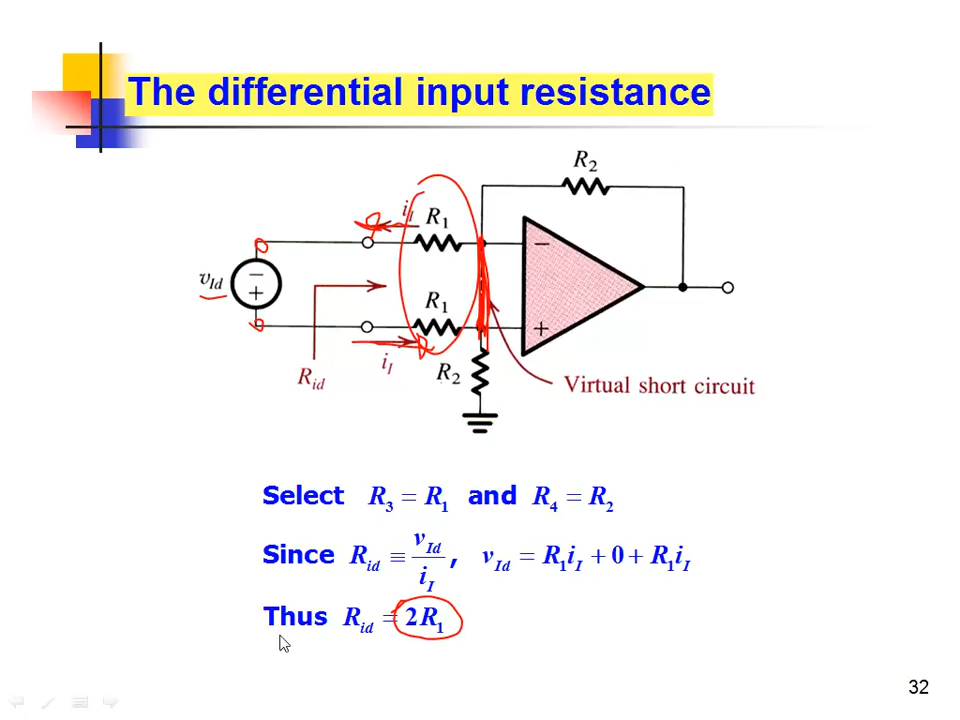 The differential input resistance
R₂
i_I
R₁
−
v_Id
−
+
R₁
+
i_I
R_id
R₂
Virtual short circuit
Select R₃ = R₁ and R₄ = R₂
Since R_id ≡ v_Id / i_I , v_Id = R₁i_I + 0 + R₁i_I
Thus R_id = 2R₁
32